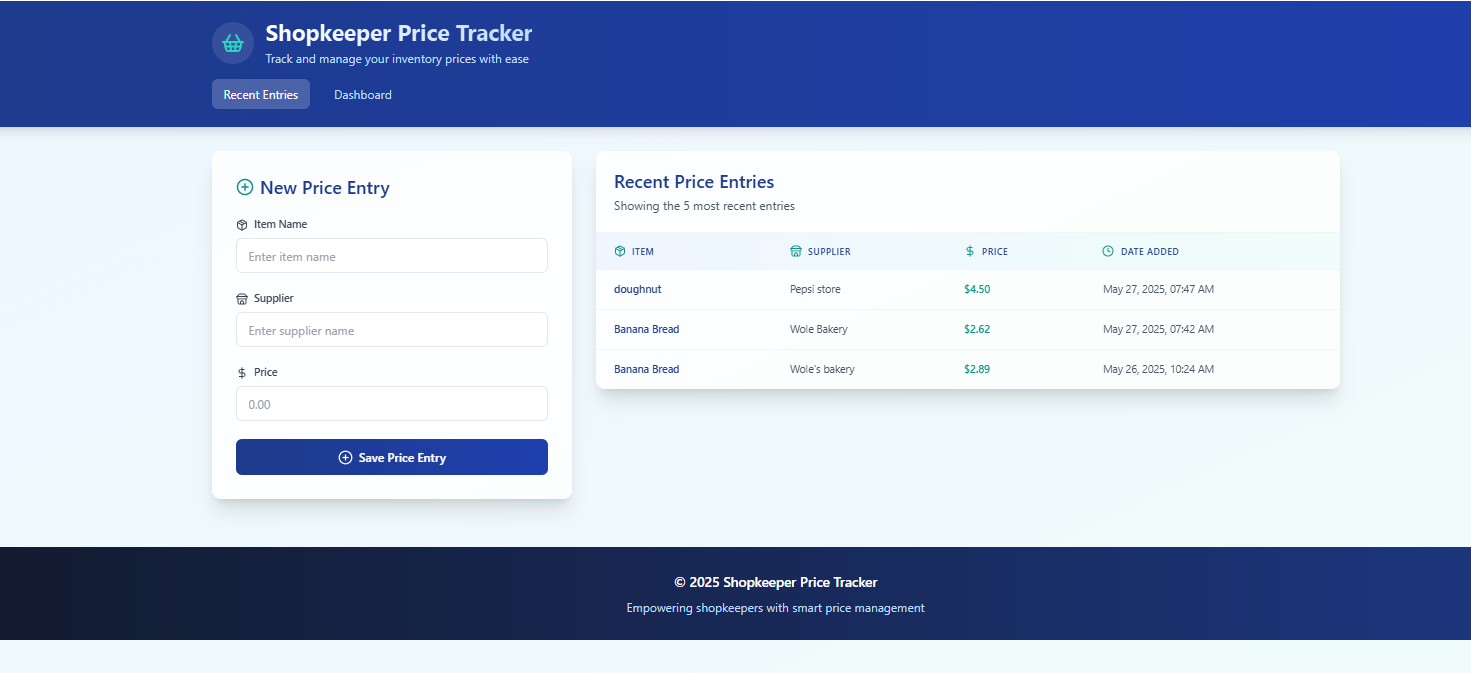 Shopkeeper Price Tracker
Track and manage your inventory prices with ease
Recent Entries Dashboard
New Price Entry
Item Name
Enter item name
Supplier
Enter supplier name
Price
0.00
Save Price Entry
Recent Price Entries
Showing the 5 most recent entries
ITEM SUPPLIER PRICE DATE ADDED
doughnut Pepsi store $4.50 May 27, 2025, 07:47 AM
Banana Bread Wole Bakery $2.62 May 27, 2025, 07:42 AM
Banana Bread Wole's bakery $2.89 May 26, 2025, 10:24 AM
© 2025 Shopkeeper Price Tracker
Empowering shopkeepers with smart price management